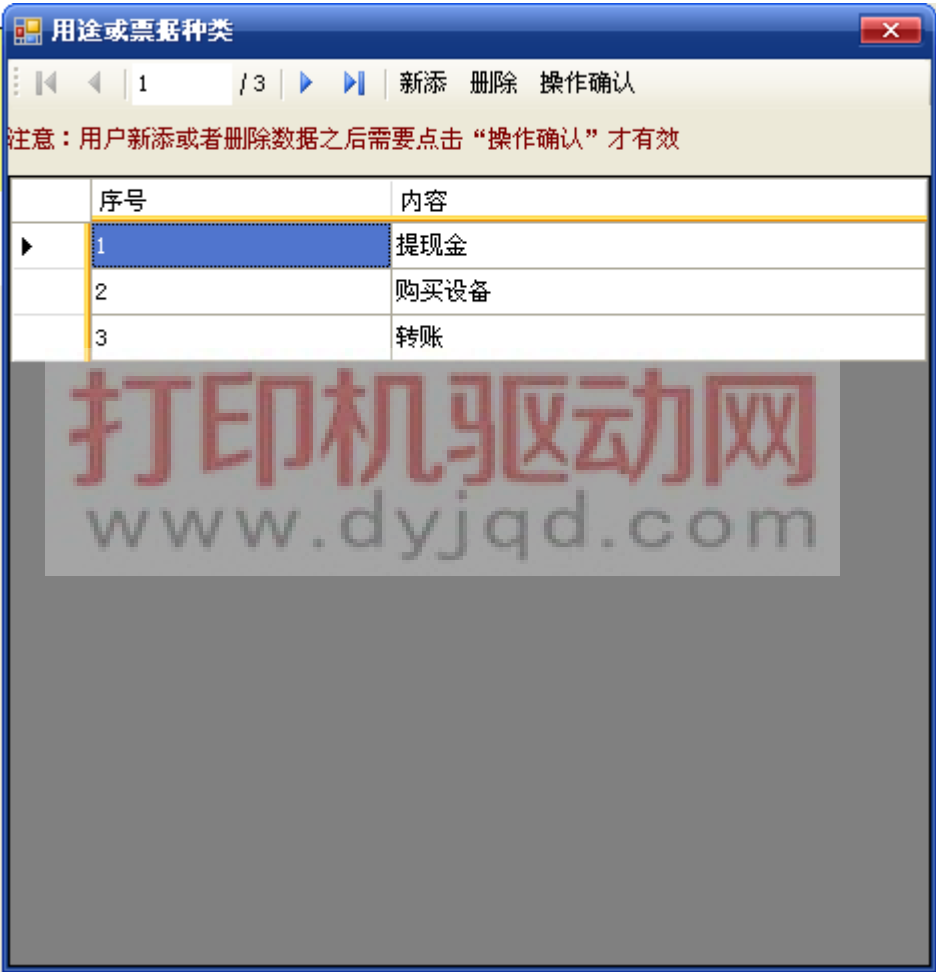 用途或票据种类
1 / 3 新添 删除 操作确认
注意：用户新添或者删除数据之后需要点击“操作确认”才有效
序号 内容
1 提现金
2 购买设备
3 转账
打印机驱动网
www.dyjqd.com